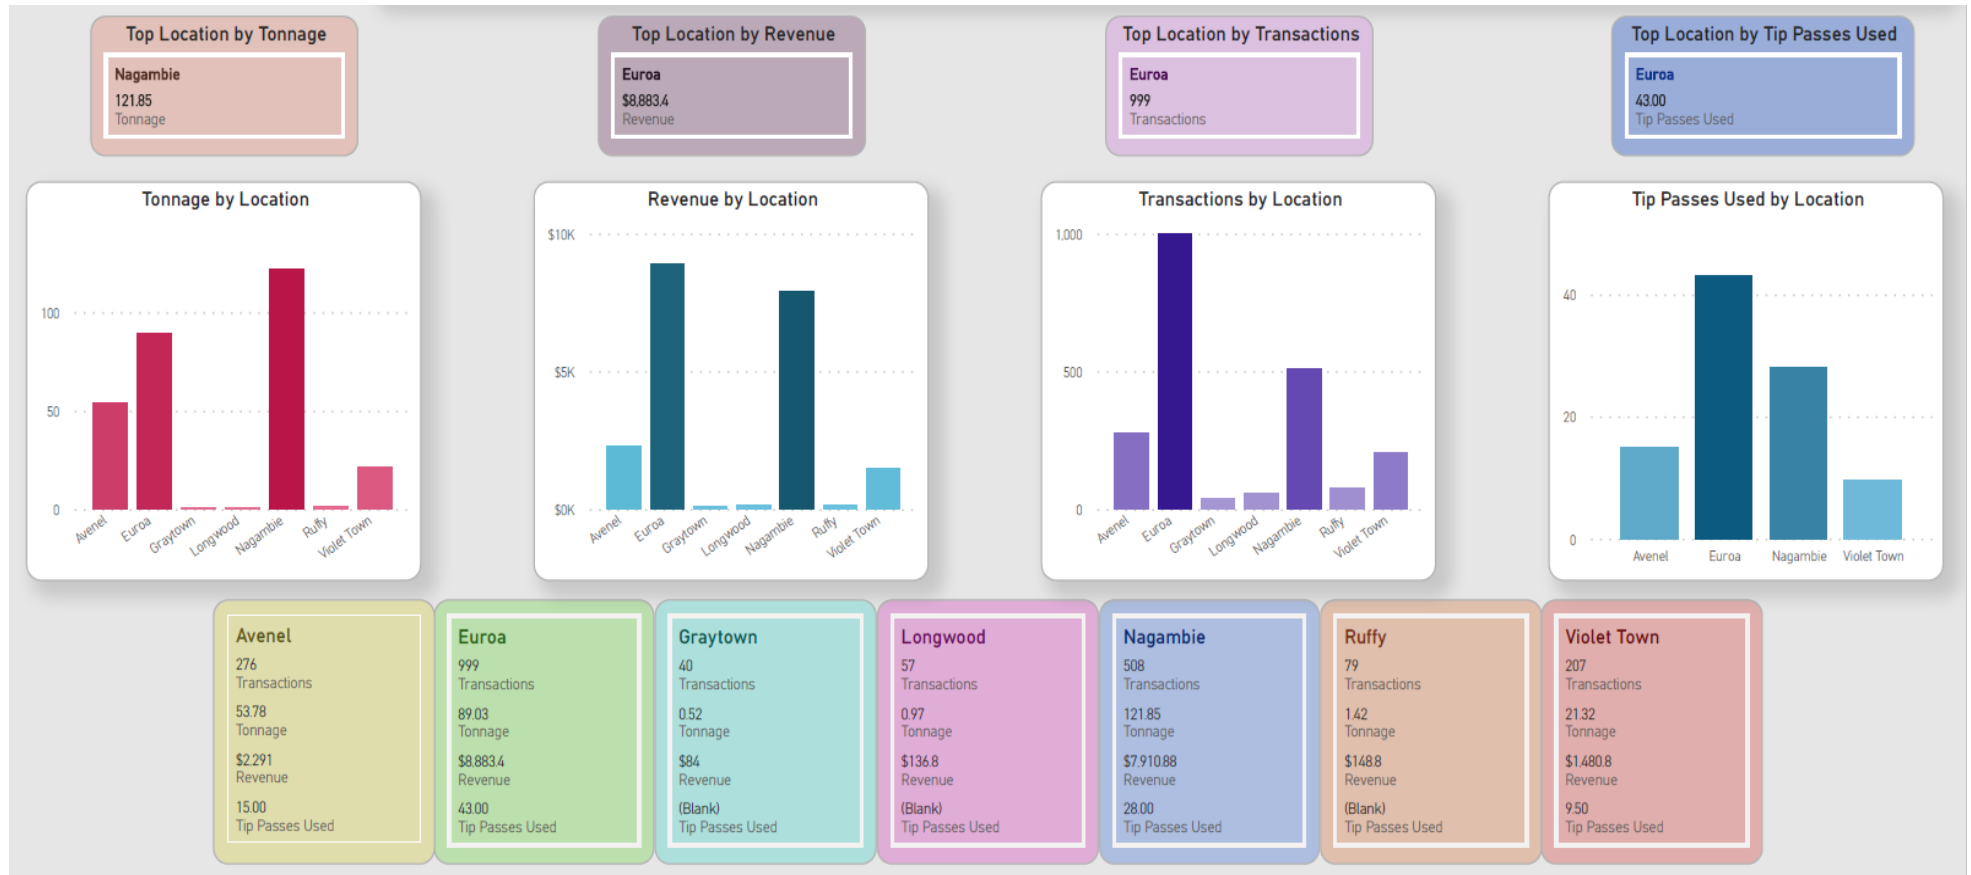 Top Location by Tonnage
Nagambie
121.85
Tonnage
Top Location by Revenue
Euroa
$8,883.4
Revenue
Top Location by Transactions
Euroa
999
Transactions
Top Location by Tip Passes Used
Euroa
43.00
Tip Passes Used
Tonnage by Location
100
50
0
Avenel
Euroa
Graytown
Longwood
Nagambie
Ruffy
Violet Town
Revenue by Location
$10K
$5K
$0K
Avenel
Euroa
Graytown
Longwood
Nagambie
Ruffy
Violet Town
Transactions by Location
1,000
500
0
Avenel
Euroa
Graytown
Longwood
Nagambie
Ruffy
Violet Town
Tip Passes Used by Location
40
20
0
Avenel
Euroa
Nagambie
Violet Town
Avenel
276
Transactions
53.78
Tonnage
$2,291
Revenue
15.00
Tip Passes Used
Euroa
999
Transactions
89.03
Tonnage
$8,883.4
Revenue
43.00
Tip Passes Used
Graytown
40
Transactions
0.52
Tonnage
$84
Revenue
(Blank)
Tip Passes Used
Longwood
57
Transactions
0.97
Tonnage
$136.8
Revenue
(Blank)
Tip Passes Used
Nagambie
508
Transactions
121.85
Tonnage
$7,910.88
Revenue
28.00
Tip Passes Used
Ruffy
79
Transactions
1.42
Tonnage
$148.8
Revenue
(Blank)
Tip Passes Used
Violet Town
207
Transactions
21.32
Tonnage
$1,480.8
Revenue
9.50
Tip Passes Used